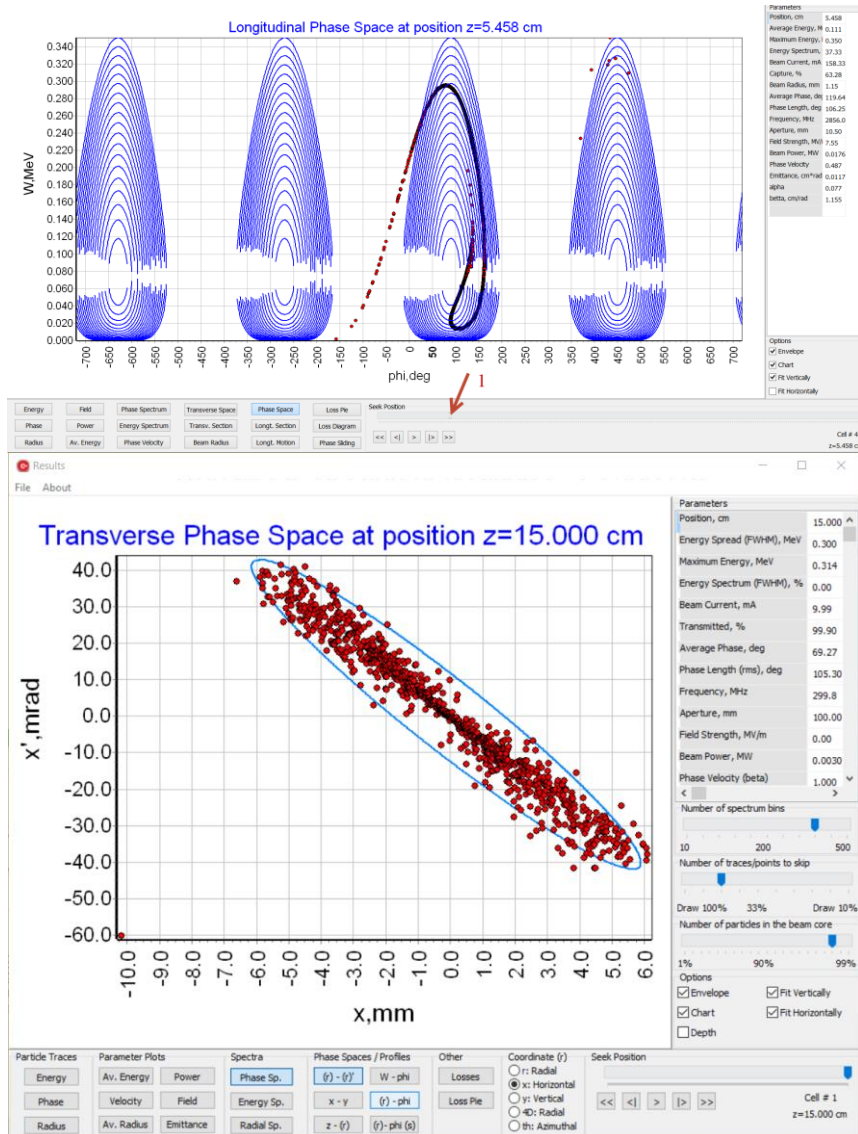 Longitudinal Phase Space at position z=5.458 cm
W,MeV
0.340
0.320
0.300
0.280
0.260
0.240
0.220
0.200
0.180
0.160
0.140
0.120
0.100
0.080
0.060
0.040
0.020
0.000
-700 -650 -600 -550 -500 -450 -400 -350 -300 -250 -200 -150 -100 -50 0 50 100 150 200 250 300 350 400 450 500 550 600 650 700
phi,deg
1
Parameters
Position, cm 5.458
Average Energy, M 0.111
Maximum Energy, 0.350
Energy Spectrum, 37.33
Beam Current, mA 158.33
Capture, % 63.28
Beam Radius, mm 1.15
Average Phase, de 119.64
Phase Length, deg 106.25
Frequency, MHz 2856.0
Aperture, mm 10.50
Field Strength, MV/ 7.55
Beam Power, MW 0.0176
Phase Velocity 0.487
Emittance, cm*rad 0.0117
alpha 0.077
betta, cm/rad 1.155
Options
Envelope
Chart
Fit Vertically
Fit Horizontally
Energy Field Phase Spectrum Transverse Space Phase Space Loss Pie Seek Position
Phase Power Energy Spectrum Transv. Section Longt. Section Loss Diagram << <| > |> >>
Radius Av. Energy Phase Velocity Beam Radius Longt. Motion Phase Sliding
Cell # 4
z=5.458 c
Results
File About
Transverse Phase Space at position z=15.000 cm
x',mrad
40.0
30.0
20.0
10.0
0.0
-10.0
-20.0
-30.0
-40.0
-50.0
-60.0
-10.0 -9.0 -8.0 -7.0 -6.0 -5.0 -4.0 -3.0 -2.0 -1.0 0.0 1.0 2.0 3.0 4.0 5.0 6.0
x,mm
Parameters
Position, cm 15.000
Energy Spread (FWHM), MeV 0.300
Maximum Energy, MeV 0.314
Energy Spectrum (FWHM), % 0.00
Beam Current, mA 9.99
Transmitted, % 99.90
Average Phase, deg 69.27
Phase Length (rms), deg 105.30
Frequency, MHz 299.8
Aperture, mm 100.00
Field Strength, MV/m 0.00
Beam Power, MW 0.0030
Phase Velocity (beta) 1.000
Number of spectrum bins
10 200 500
Number of traces/points to skip
Draw 100% 33% Draw 10%
Number of particles in the beam core
1% 90% 99%
Options
Envelope Fit Vertically
Chart Fit Horizontally
Depth
Particle Traces Parameter Plots Spectra Phase Spaces / Profiles Other Coordinate (r) Seek Position
Energy Av. Energy Power Phase Sp. (r) - (r)' W - phi Losses r: Radial
x: Horizontal
Phase Velocity Field Energy Sp. x - y (r) - phi Loss Pie y: Vertical << <| > |> >> Cell # 1
4D: Radial
Radius Av. Radius Emittance Radial Sp. z - (r) (r)- phi (s) th: Azimuthal z=15.000 cm